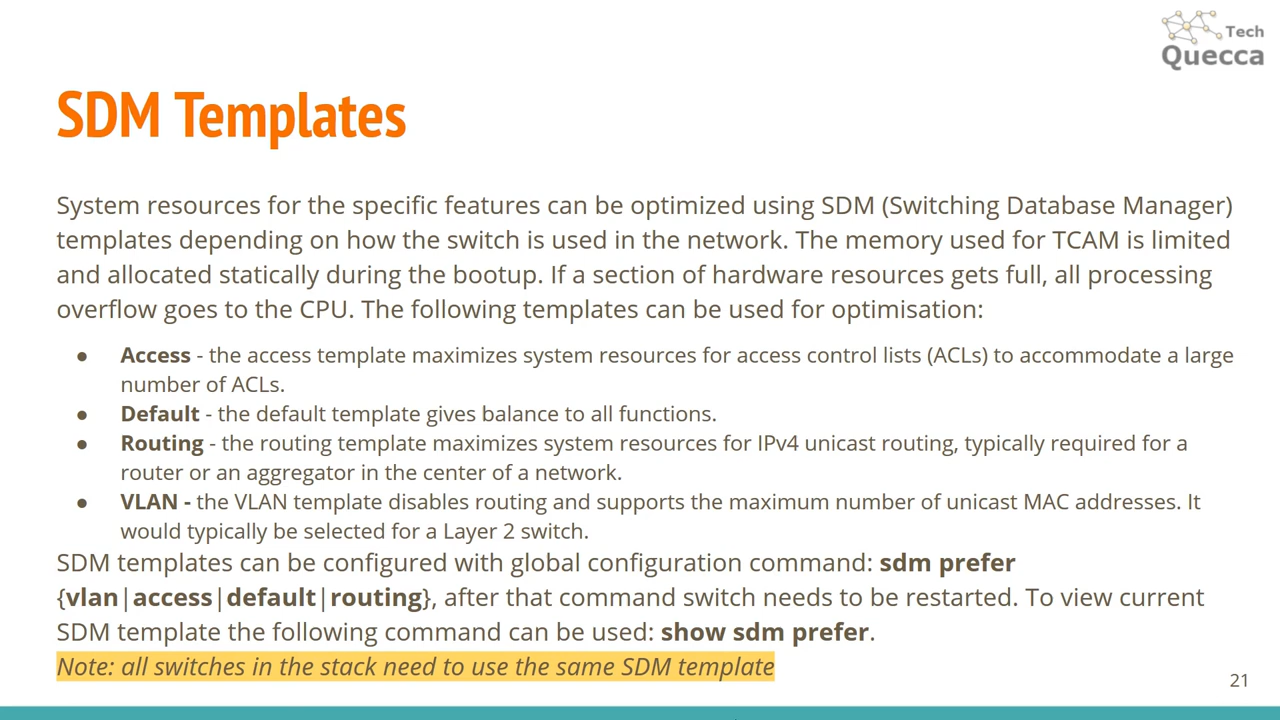 Tech
Quecca
SDM Templates
System resources for the specific features can be optimized using SDM (Switching Database Manager)
templates depending on how the switch is used in the network. The memory used for TCAM is limited
and allocated statically during the bootup. If a section of hardware resources gets full, all processing
overflow goes to the CPU. The following templates can be used for optimisation:
● Access - the access template maximizes system resources for access control lists (ACLs) to accommodate a large
number of ACLs.
● Default - the default template gives balance to all functions.
● Routing - the routing template maximizes system resources for IPv4 unicast routing, typically required for a
router or an aggregator in the center of a network.
● VLAN - the VLAN template disables routing and supports the maximum number of unicast MAC addresses. It
would typically be selected for a Layer 2 switch.
SDM templates can be configured with global configuration command: sdm prefer
{vlan|access|default|routing}, after that command switch needs to be restarted. To view current
SDM template the following command can be used: show sdm prefer.
Note: all switches in the stack need to use the same SDM template
21